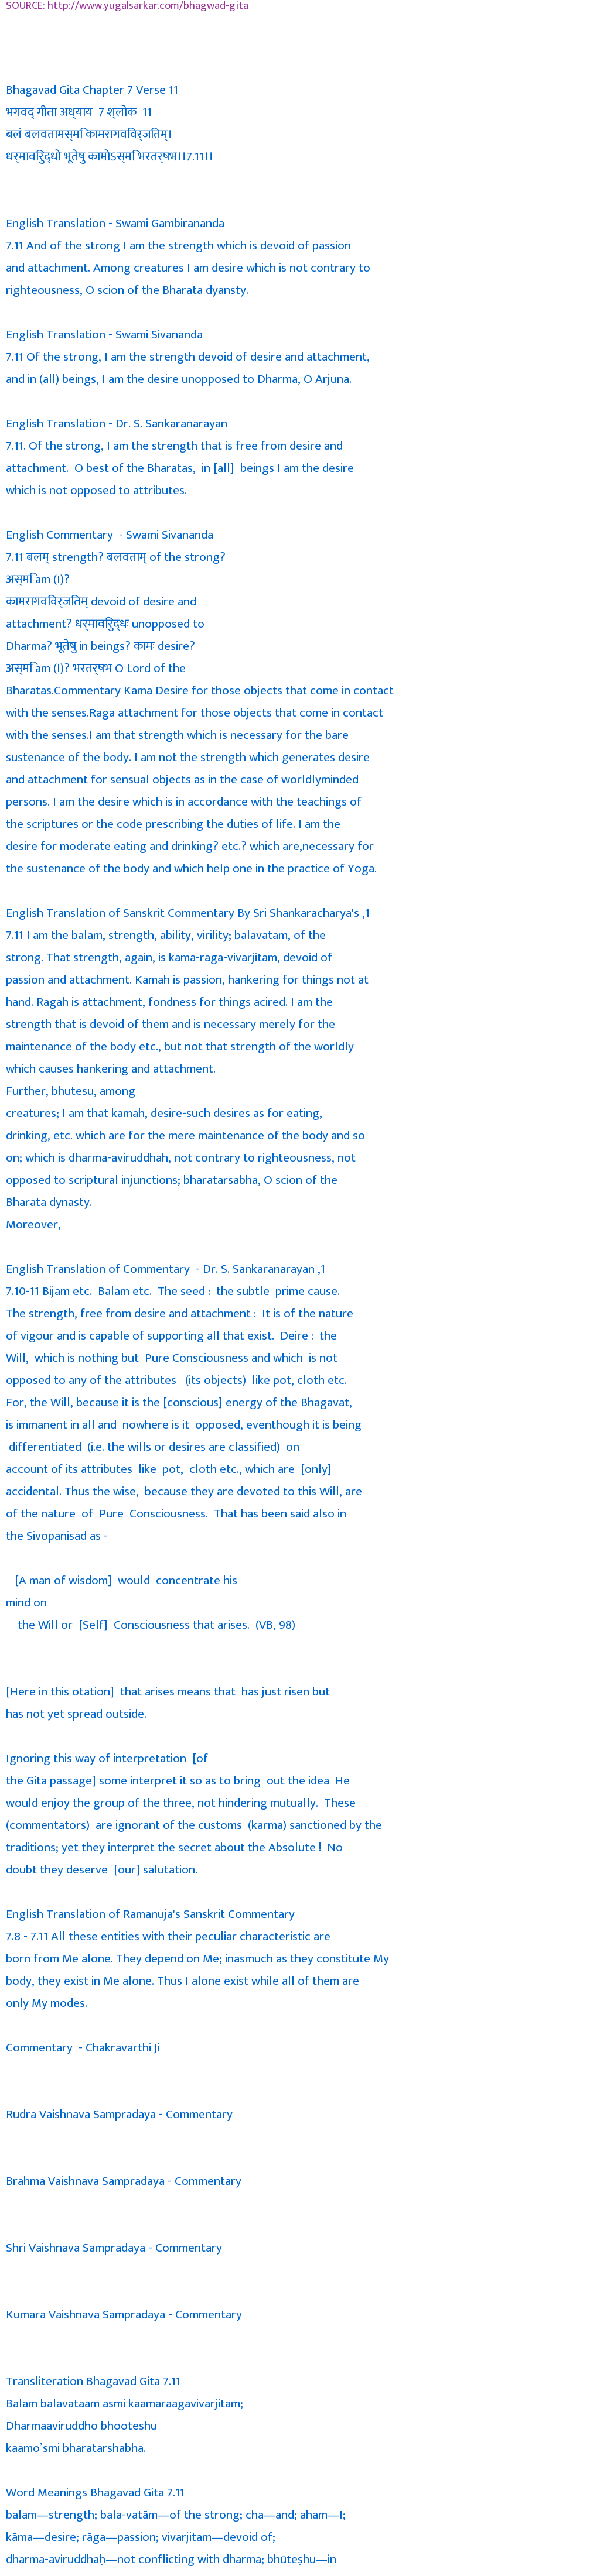 SOURCE: http://www.yugalsarkar.com/bhagwad-gita
Bhagavad Gita Chapter 7 Verse 11
भगवद् गीता अध्याय 7 श्लोक 11
बलं बलवतामस्मि कामरागविवर्जितम्।
धर्माविरुद्धो भूतेषु कामोऽस्मि भरतर्षभ।।7.11।।
English Translation - Swami Gambirananda
7.11 And of the strong I am the strength which is devoid of passion
and attachment. Among creatures I am desire which is not contrary to
righteousness, O scion of the Bharata dyansty.
English Translation - Swami Sivananda
7.11 Of the strong, I am the strength devoid of desire and attachment,
and in (all) beings, I am the desire unopposed to Dharma, O Arjuna.
English Translation - Dr. S. Sankaranarayan
7.11. Of the strong, I am the strength that is free from desire and
attachment. O best of the Bharatas, in [all] beings I am the desire
which is not opposed to attributes.
English Commentary - Swami Sivananda
7.11 बलम् strength? बलवताम् of the strong?
अस्मि am (I)?
कामरागविवर्जितम् devoid of desire and
attachment? धर्माविरुद्धः unopposed to
Dharma? भूतेषु in beings? कामः desire?
अस्मि am (I)? भरतर्षभ O Lord of the
Bharatas.Commentary Kama Desire for those objects that come in contact
with the senses.Raga attachment for those objects that come in contact
with the senses.I am that strength which is necessary for the bare
sustenance of the body. I am not the strength which generates desire
and attachment for sensual objects as in the case of worldlyminded
persons. I am the desire which is in accordance with the teachings of
the scriptures or the code prescribing the duties of life. I am the
desire for moderate eating and drinking? etc.? which are,necessary for
the sustenance of the body and which help one in the practice of Yoga.
English Translation of Sanskrit Commentary By Sri Shankaracharya's ,1
7.11 I am the balam, strength, ability, virility; balavatam, of the
strong. That strength, again, is kama-raga-vivarjitam, devoid of
passion and attachment. Kamah is passion, hankering for things not at
hand. Ragah is attachment, fondness for things acired. I am the
strength that is devoid of them and is necessary merely for the
maintenance of the body etc., but not that strength of the worldly
which causes hankering and attachment.
Further, bhutesu, among
creatures; I am that kamah, desire-such desires as for eating,
drinking, etc. which are for the mere maintenance of the body and so
on; which is dharma-aviruddhah, not contrary to righteousness, not
opposed to scriptural injunctions; bharatarsabha, O scion of the
Bharata dynasty.
Moreover,
English Translation of Commentary - Dr. S. Sankaranarayan ,1
7.10-11 Bijam etc. Balam etc. The seed : the subtle prime cause.
The strength, free from desire and attachment : It is of the nature
of vigour and is capable of supporting all that exist. Deire : the
Will, which is nothing but Pure Consciousness and which is not
opposed to any of the attributes (its objects) like pot, cloth etc.
For, the Will, because it is the [conscious] energy of the Bhagavat,
is immanent in all and nowhere is it opposed, eventhough it is being
differentiated (i.e. the wills or desires are classified) on
account of its attributes like pot, cloth etc., which are [only]
accidental. Thus the wise, because they are devoted to this Will, are
of the nature of Pure Consciousness. That has been said also in
the Sivopanisad as -
[A man of wisdom] would concentrate his
mind on
the Will or [Self] Consciousness that arises. (VB, 98)
[Here in this otation] that arises means that has just risen but
has not yet spread outside.
Ignoring this way of interpretation [of
the Gita passage] some interpret it so as to bring out the idea He
would enjoy the group of the three, not hindering mutually. These
(commentators) are ignorant of the customs (karma) sanctioned by the
traditions; yet they interpret the secret about the Absolute ! No
doubt they deserve [our] salutation.
English Translation of Ramanuja's Sanskrit Commentary
7.8 - 7.11 All these entities with their peculiar characteristic are
born from Me alone. They depend on Me; inasmuch as they constitute My
body, they exist in Me alone. Thus I alone exist while all of them are
only My modes.
Commentary - Chakravarthi Ji
Rudra Vaishnava Sampradaya - Commentary
Brahma Vaishnava Sampradaya - Commentary
Shri Vaishnava Sampradaya - Commentary
Kumara Vaishnava Sampradaya - Commentary
Transliteration Bhagavad Gita 7.11
Balam balavataam asmi kaamaraagavivarjitam;
Dharmaaviruddho bhooteshu
kaamo’smi bharatarshabha.
Word Meanings Bhagavad Gita 7.11
balam—strength; bala-vatām—of the strong; cha—and; aham—I;
kāma—desire; rāga—passion; vivarjitam—devoid of;
dharma-aviruddhaḥ—not conflicting with dharma; bhūteṣhu—in